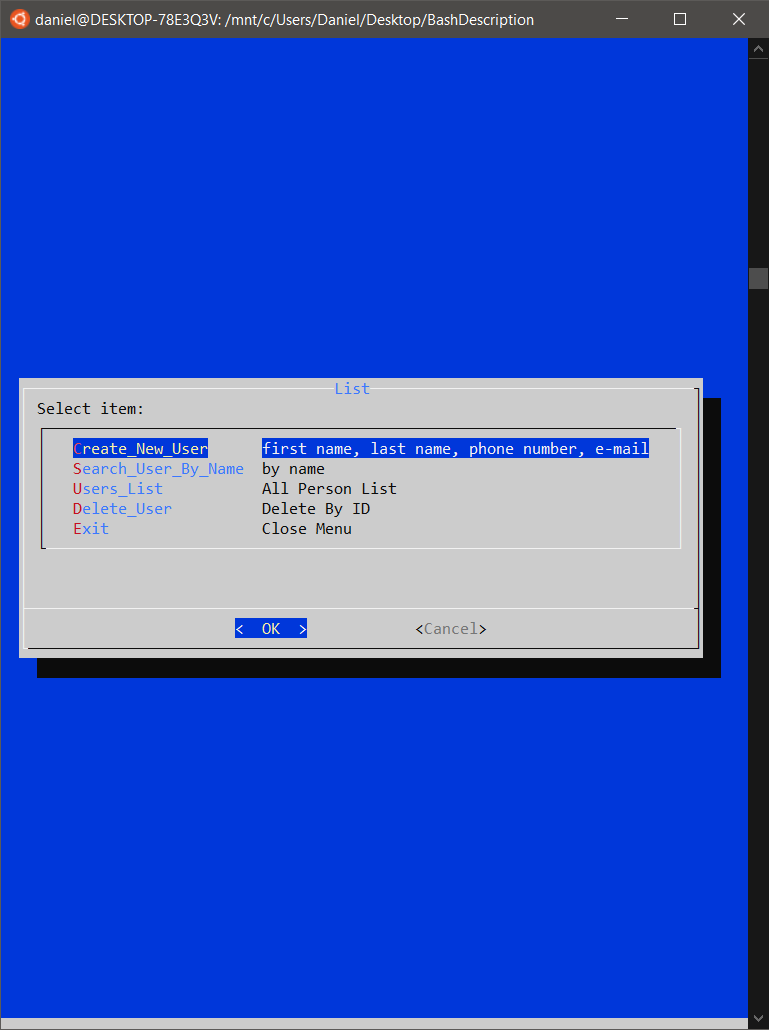 daniel@DESKTOP-78E3Q3V: /mnt/c/Users/Daniel/Desktop/BashDescription
List
Select item:
Create_New_User first name, last name, phone number, e-mail
Search_User_By_Name by name
Users_List All Person List
Delete_User Delete By ID
Exit Close Menu
< OK > <Cancel>